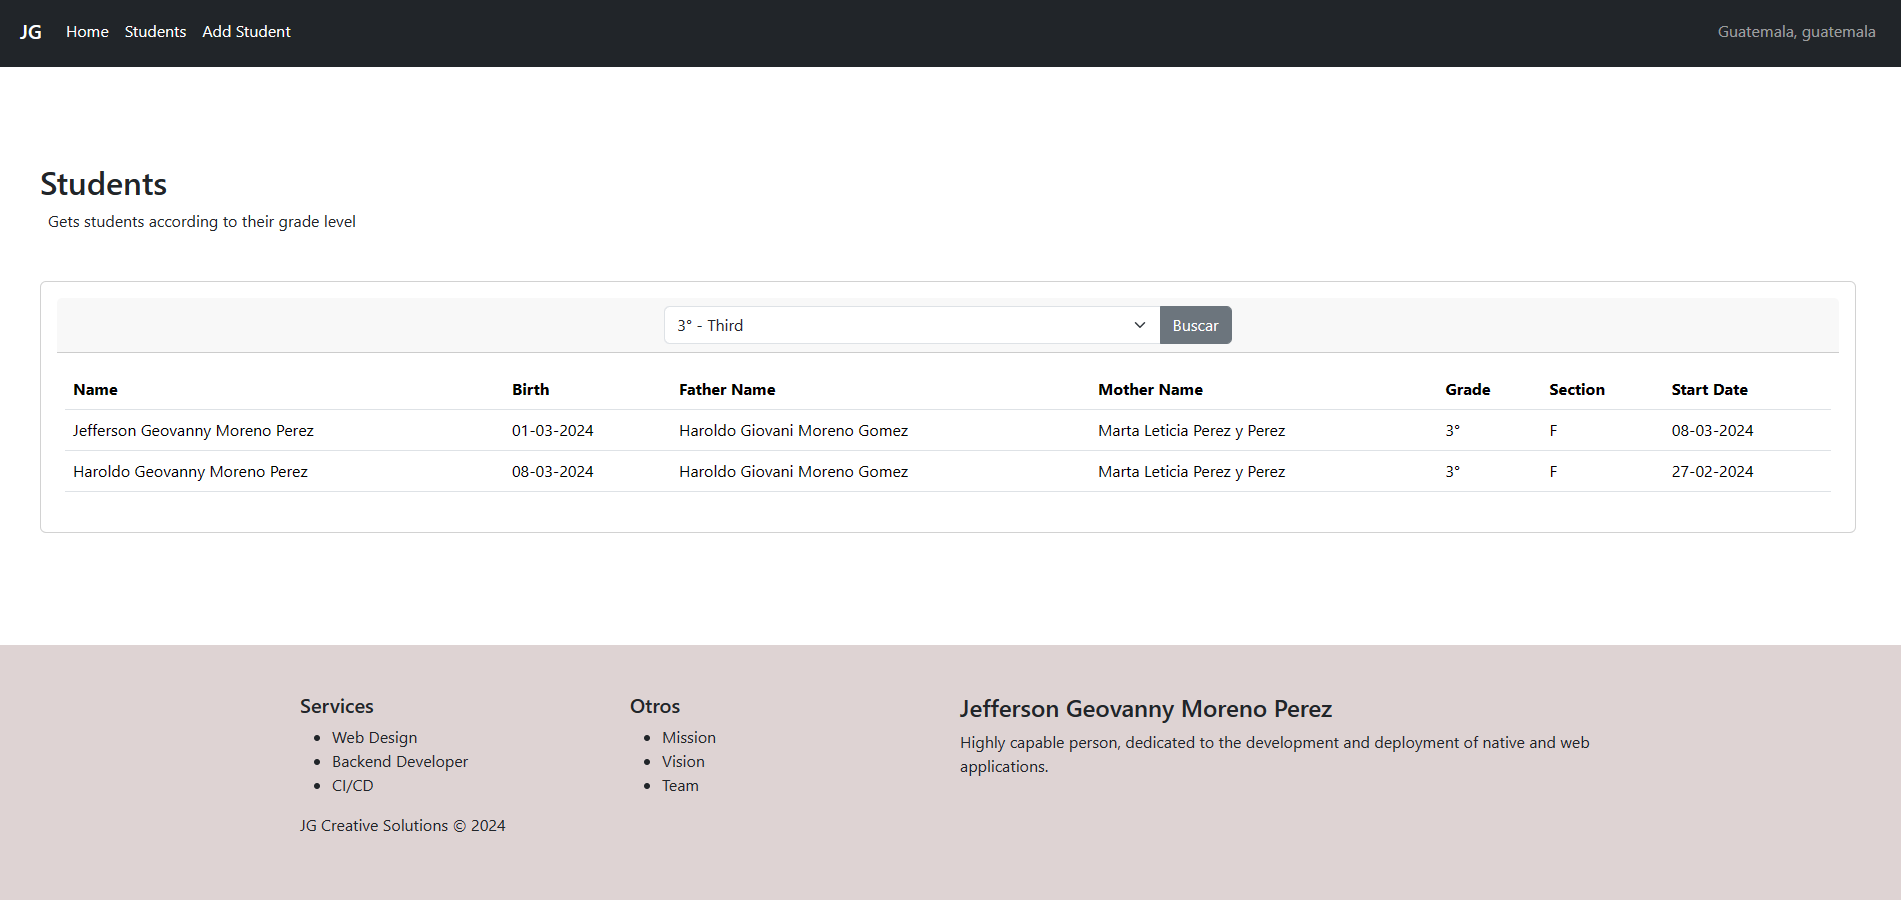 JG Home Students Add Student Guatemala, guatemala
Students
Gets students according to their grade level
3° - Third Buscar
Name Birth Father Name Mother Name Grade Section Start Date
Jefferson Geovanny Moreno Perez 01-03-2024 Haroldo Giovani Moreno Gomez Marta Leticia Perez y Perez 3° F 08-03-2024
Haroldo Geovanny Moreno Perez 08-03-2024 Haroldo Giovani Moreno Gomez Marta Leticia Perez y Perez 3° F 27-02-2024
Services
Web Design
Backend Developer
CI/CD
Otros
Mission
Vision
Team
Jefferson Geovanny Moreno Perez
Highly capable person, dedicated to the development and deployment of native and web
applications.
JG Creative Solutions © 2024